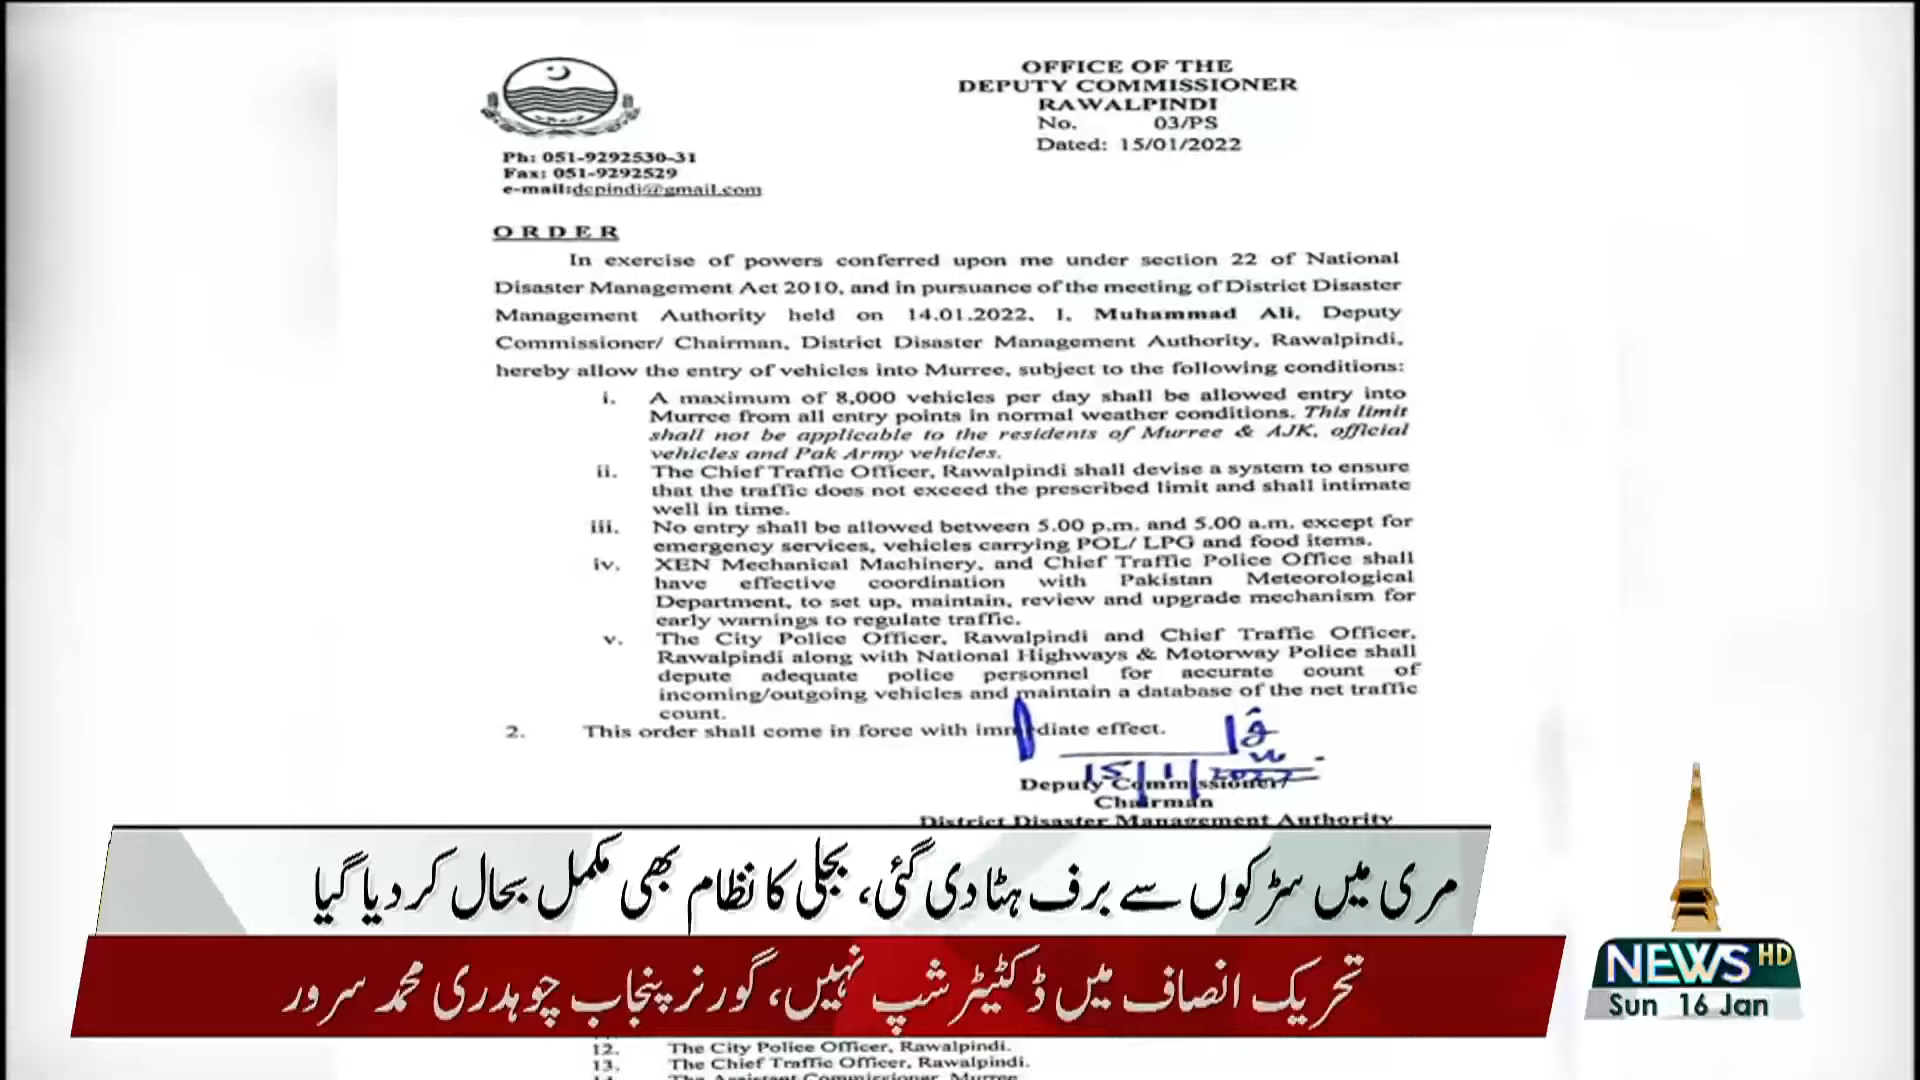 OFFICE OF THE
DEPUTY COMMISSIONER
RAWALPINDI
No. 03/PS
Dated: 15/01/2022
Ph: 051-9292530-31
Fax: 051-9292529
e-mail:dcpindi@gmail.com
ORDER
In exercise of powers conferred upon me under section 22 of National
Disaster Management Act 2010, and in pursuance of the meeting of District Disaster
Management Authority held on 14.01.2022, I, Muhammad Ali, Deputy
Commissioner/ Chairman, District Disaster Management Authority, Rawalpindi,
hereby allow the entry of vehicles into Murree, subject to the following conditions:
i. A maximum of 8,000 vehicles per day shall be allowed entry into
Murree from all entry points in normal weather conditions. This limit
shall not be applicable to the residents of Murree & AJK, official
vehicles and Pak Army vehicles.
ii. The Chief Traffic Officer, Rawalpindi shall devise a system to ensure
that the traffic does not exceed the prescribed limit and shall intimate
well in time.
iii. No entry shall be allowed between 5.00 p.m. and 5.00 a.m. except for
emergency services, vehicles carrying POL/ LPG and food items.
iv. XEN Mechanical Machinery, and Chief Traffic Police Office shall
have effective coordination with Pakistan Meteorological
Department, to set up, maintain, review and upgrade mechanism for
early warnings to regulate traffic.
v. The City Police Officer, Rawalpindi and Chief Traffic Officer,
Rawalpindi along with National Highways & Motorway Police shall
depute adequate police personnel for accurate count of
incoming/outgoing vehicles and maintain a database of the net traffic
count.
2. This order shall come in force with immediate effect.
15/1/2022
Deputy Commissioner/
Chairman
District Disaster Management Authority
مری میں سڑکوں سے برف ہٹا دی گئی، بجلی کا نظام بھی مکمل بحال کر دیا گیا
تحریک انصاف میں ڈکٹیٹر شپ نہیں، گورنر پنجاب چوہدری محمد سرور
NEWS HD
Sun 16 Jan
12. The City Police Officer, Rawalpindi.
13. The Chief Traffic Officer, Rawalpindi.
The Assistant Commissioner, Murree.